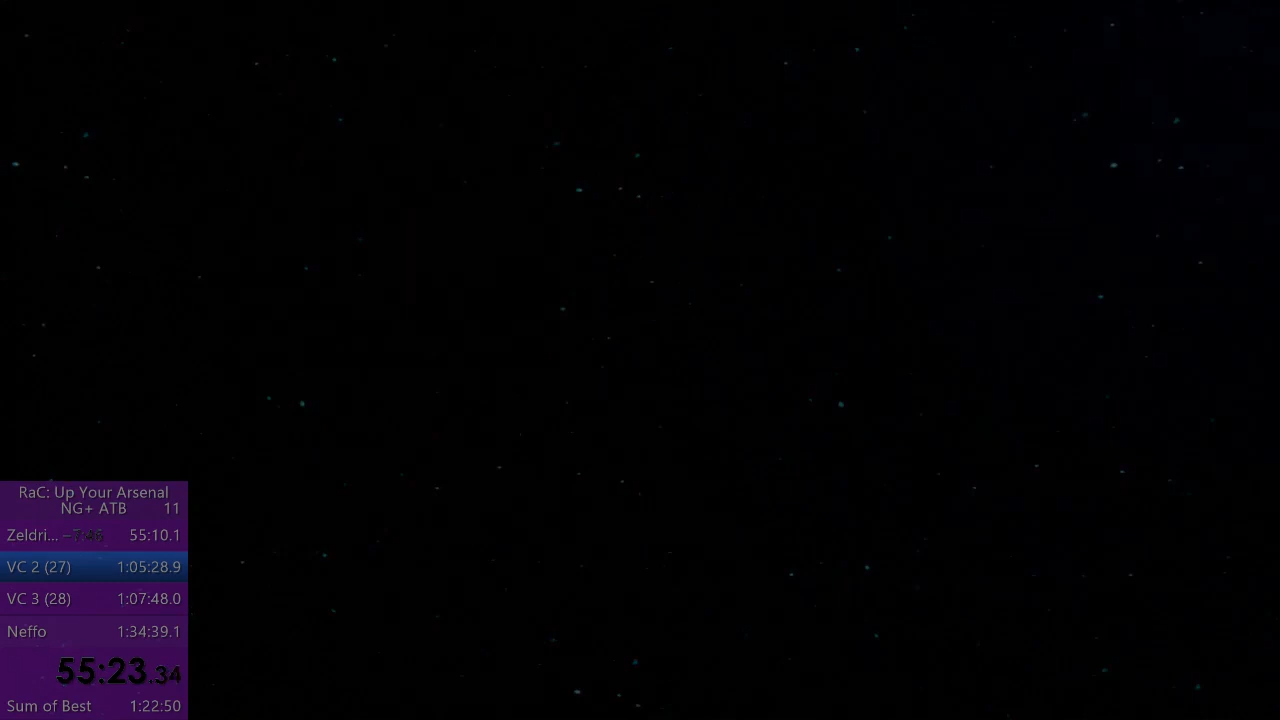 RaC: Up Your Arsenal
NG+ ATB 11
Zeldri... −7:46 55:10.1
VC 2 (27) 1:05:28.9
VC 3 (28) 1:07:48.0
Neffo 1:34:39.1
55:23.34
Sum of Best 1:22:50